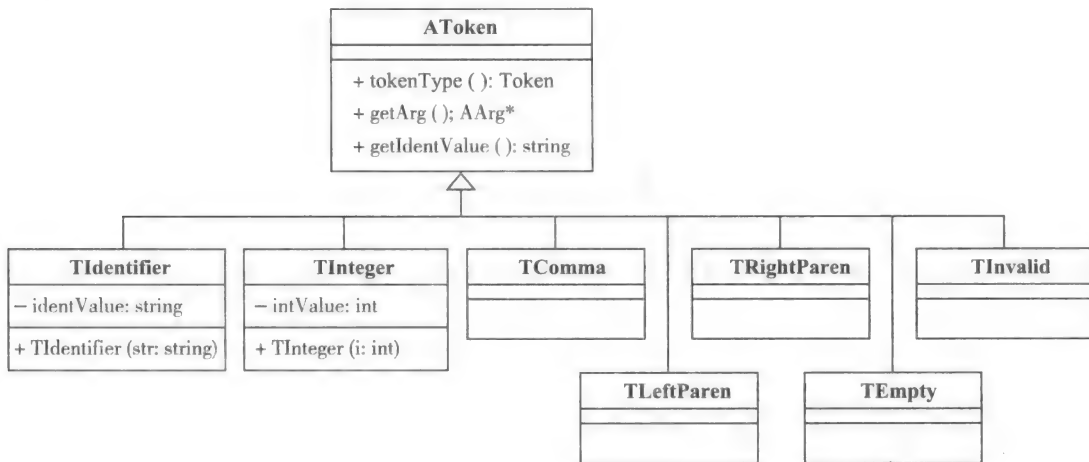 AToken
+ tokenType ( ): Token
+ getArg ( ); AArg*
+ getIdentValue ( ): string
TIdentifier
− identValue: string
+ TIdentifier (str: string)
TInteger
− intValue: int
+ TInteger (i: int)
TComma
TRightParen
TInvalid
TLeftParen
TEmpty